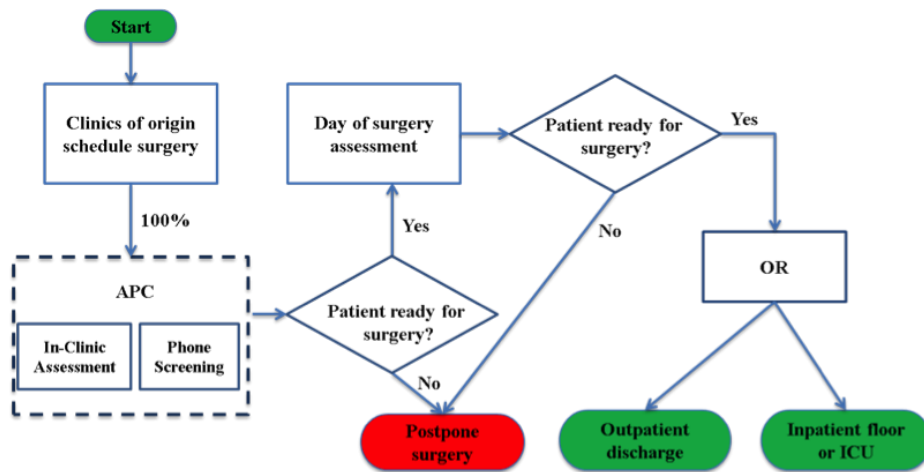 Start
Clinics of origin
schedule surgery
100%
APC
In-Clinic
Assessment
Phone
Screening
Patient ready for
surgery?
Yes
No
Day of surgery
assessment
Patient ready for
surgery?
Yes
No
OR
Postpone
surgery
Outpatient
discharge
Inpatient floor
or ICU